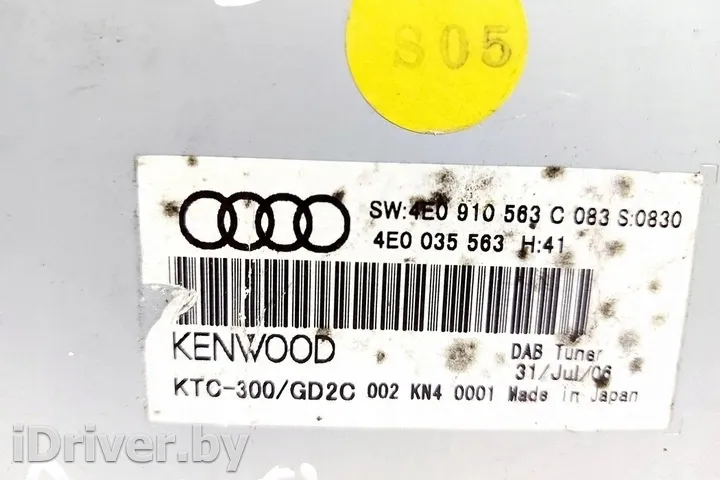 S05
SW:4E0 910 563 C 083 S:0830
4E0 035 563 H:41
KENWOOD
DAB Tuner
31/Jul/06
KTC-300/GD2C 002 KN4 0001 Made in Japan
iDriver.by